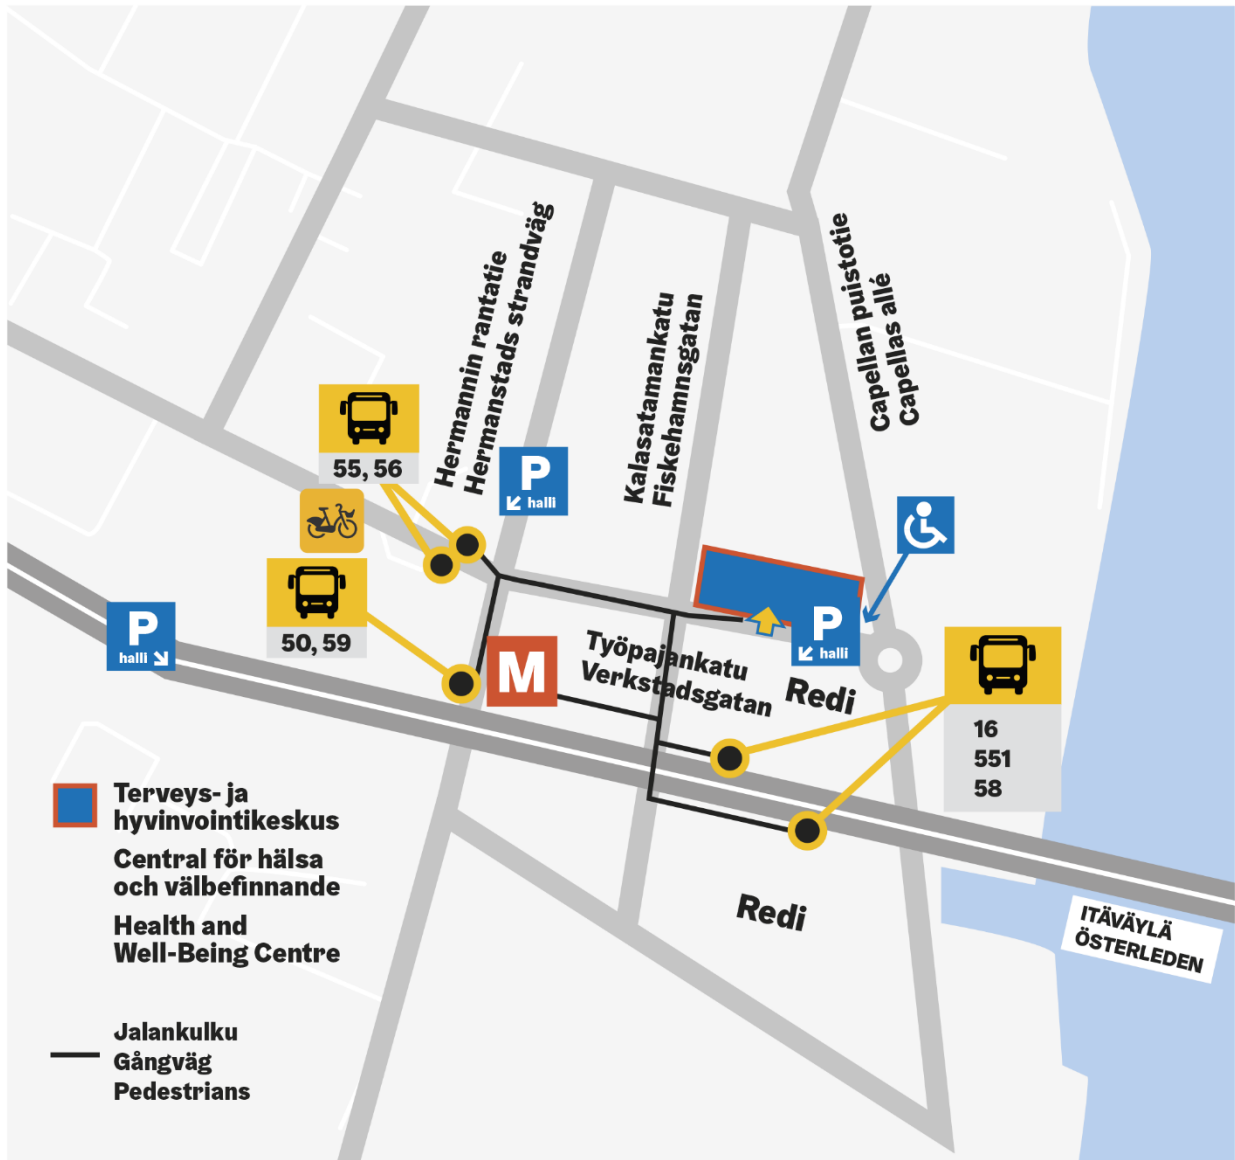 Hermannin rantatie
Hermanstads strandväg
Kalasatamankatu
Fiskehamnsgatan
Capellan puistotie
Capellas allé
55, 56
P
halli
50, 59
P
halli
M
Työpajankatu
Verkstadsgatan
P
halli
Redi
16
551
58
Redi
ITÄVÄYLÄ
ÖSTERLEDEN
Terveys- ja
hyvinvointikeskus
Central för hälsa
och välbefinnande
Health and
Well-Being Centre
Jalankulku
Gångväg
Pedestrians